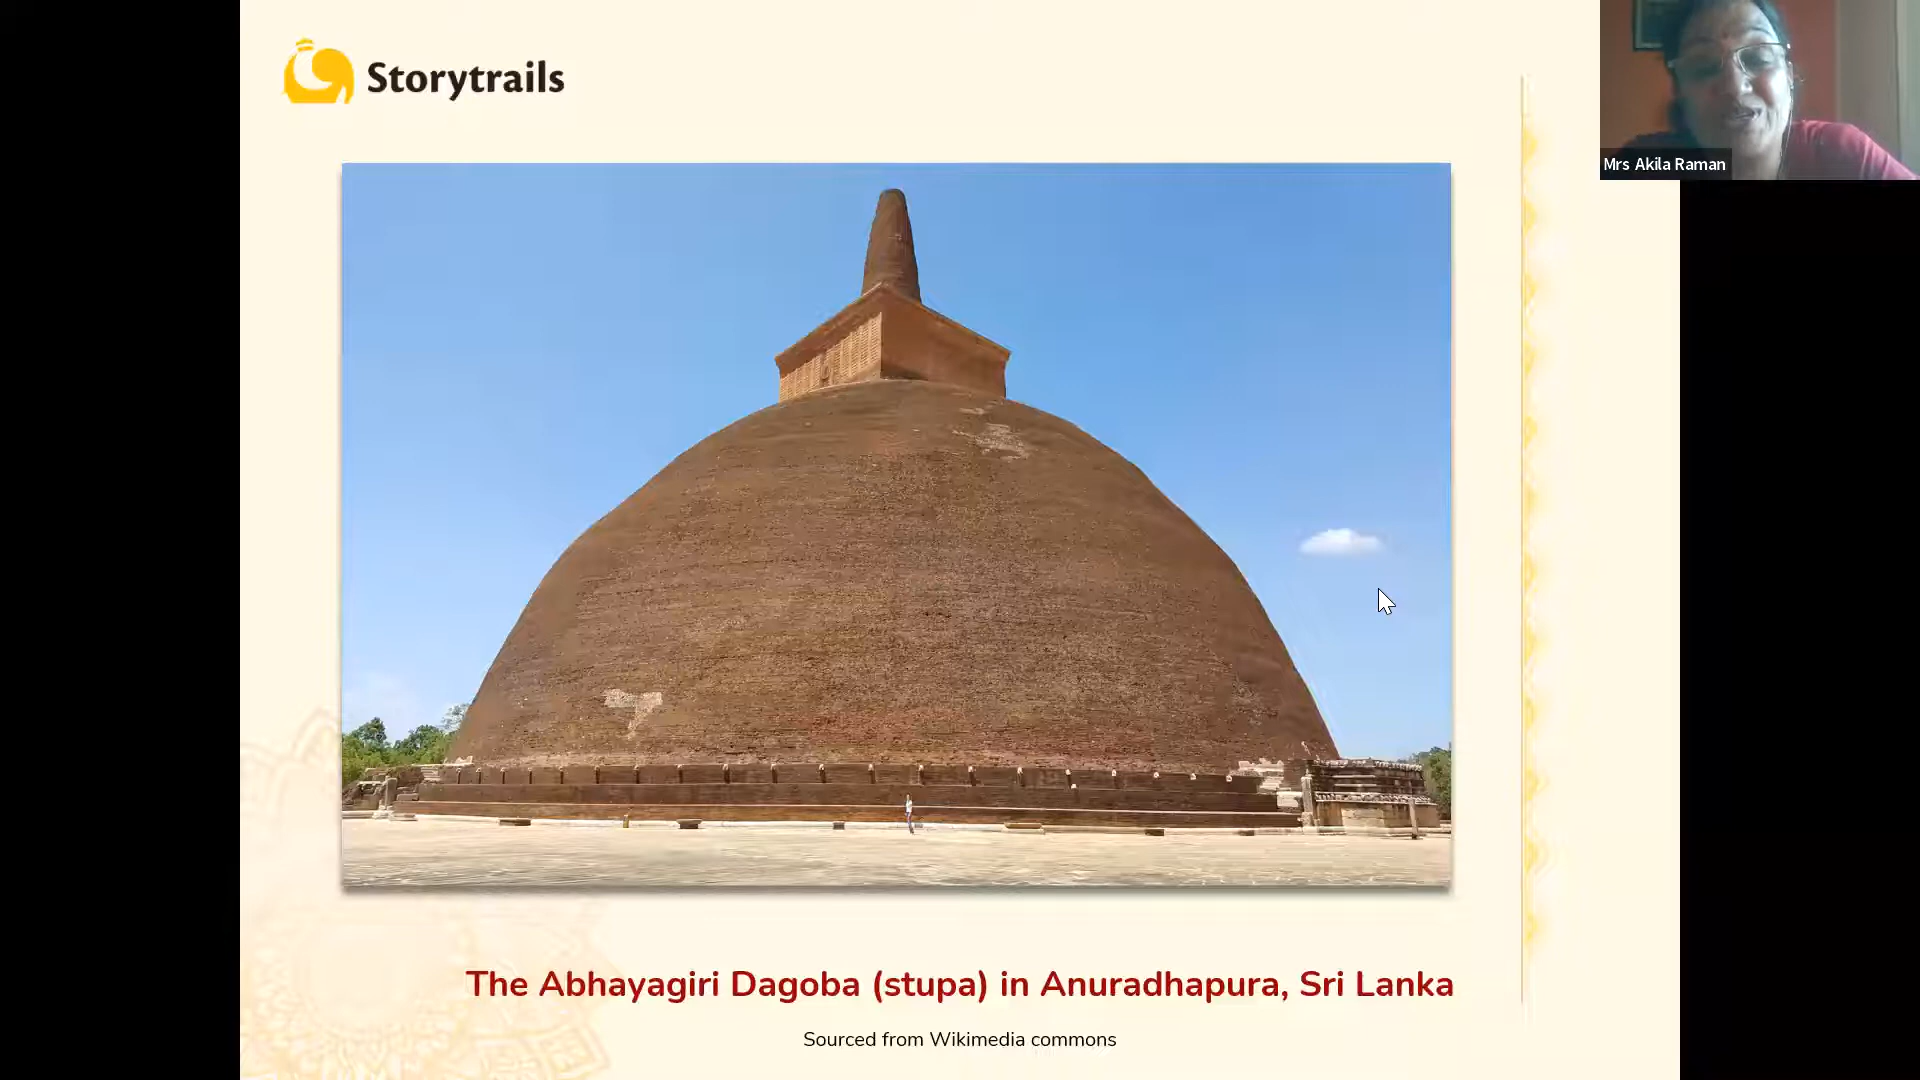 Storytrails
Mrs Akila Raman
The Abhayagiri Dagoba (stupa) in Anuradhapura, Sri Lanka
Sourced from Wikimedia commons